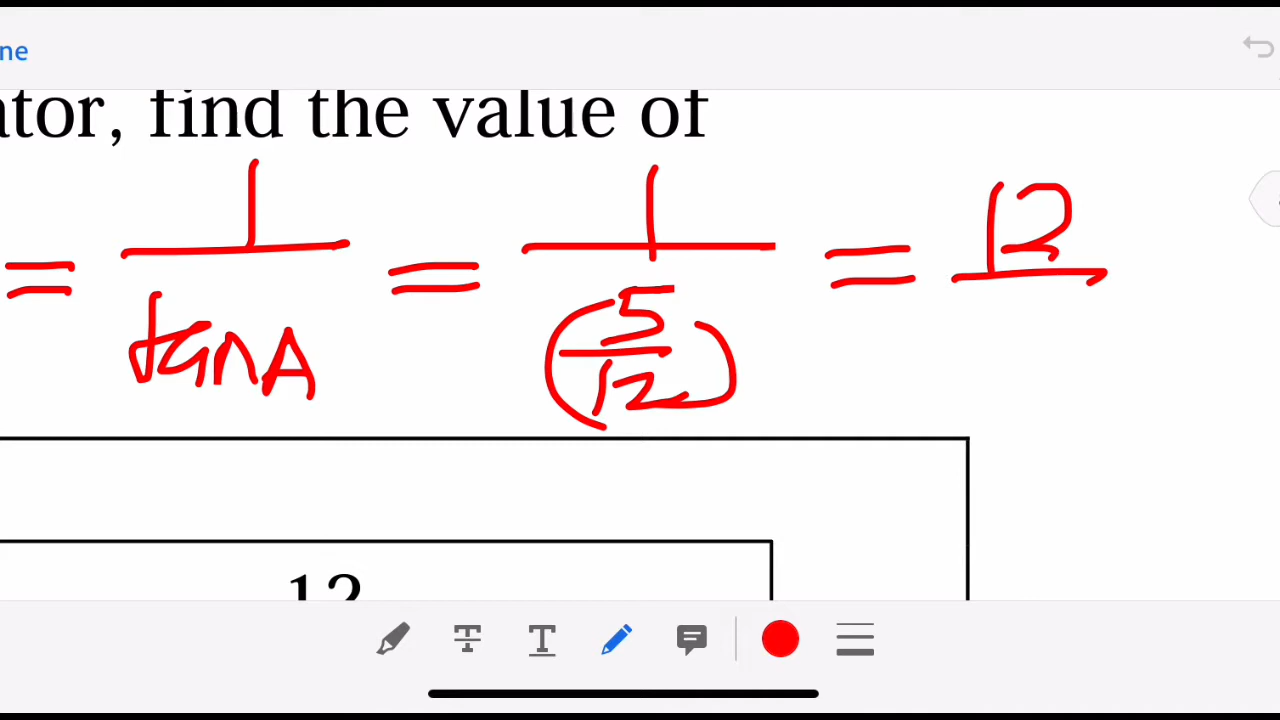 ne
ator, find the value of
= 1/tanA = 1/(5/12) = 12/
12